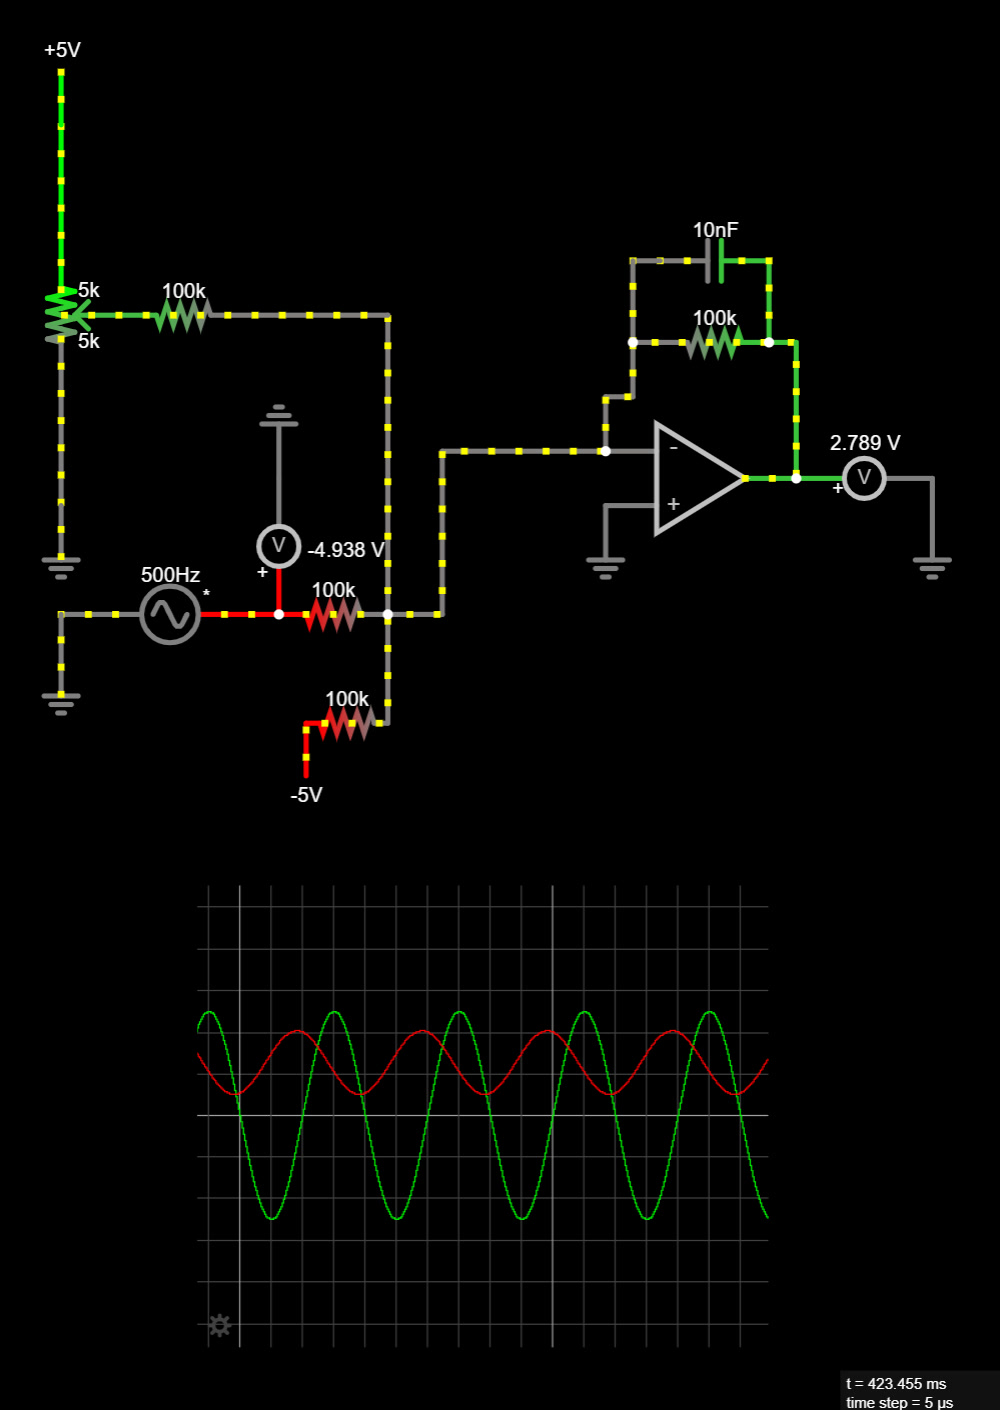 +5V
10nF
5k
100k
100k
5k
-
2.789 V
V
+
+
V
-4.938 V
+
500Hz
*
100k
100k
-5V
t = 423.455 ms
time step = 5 µs